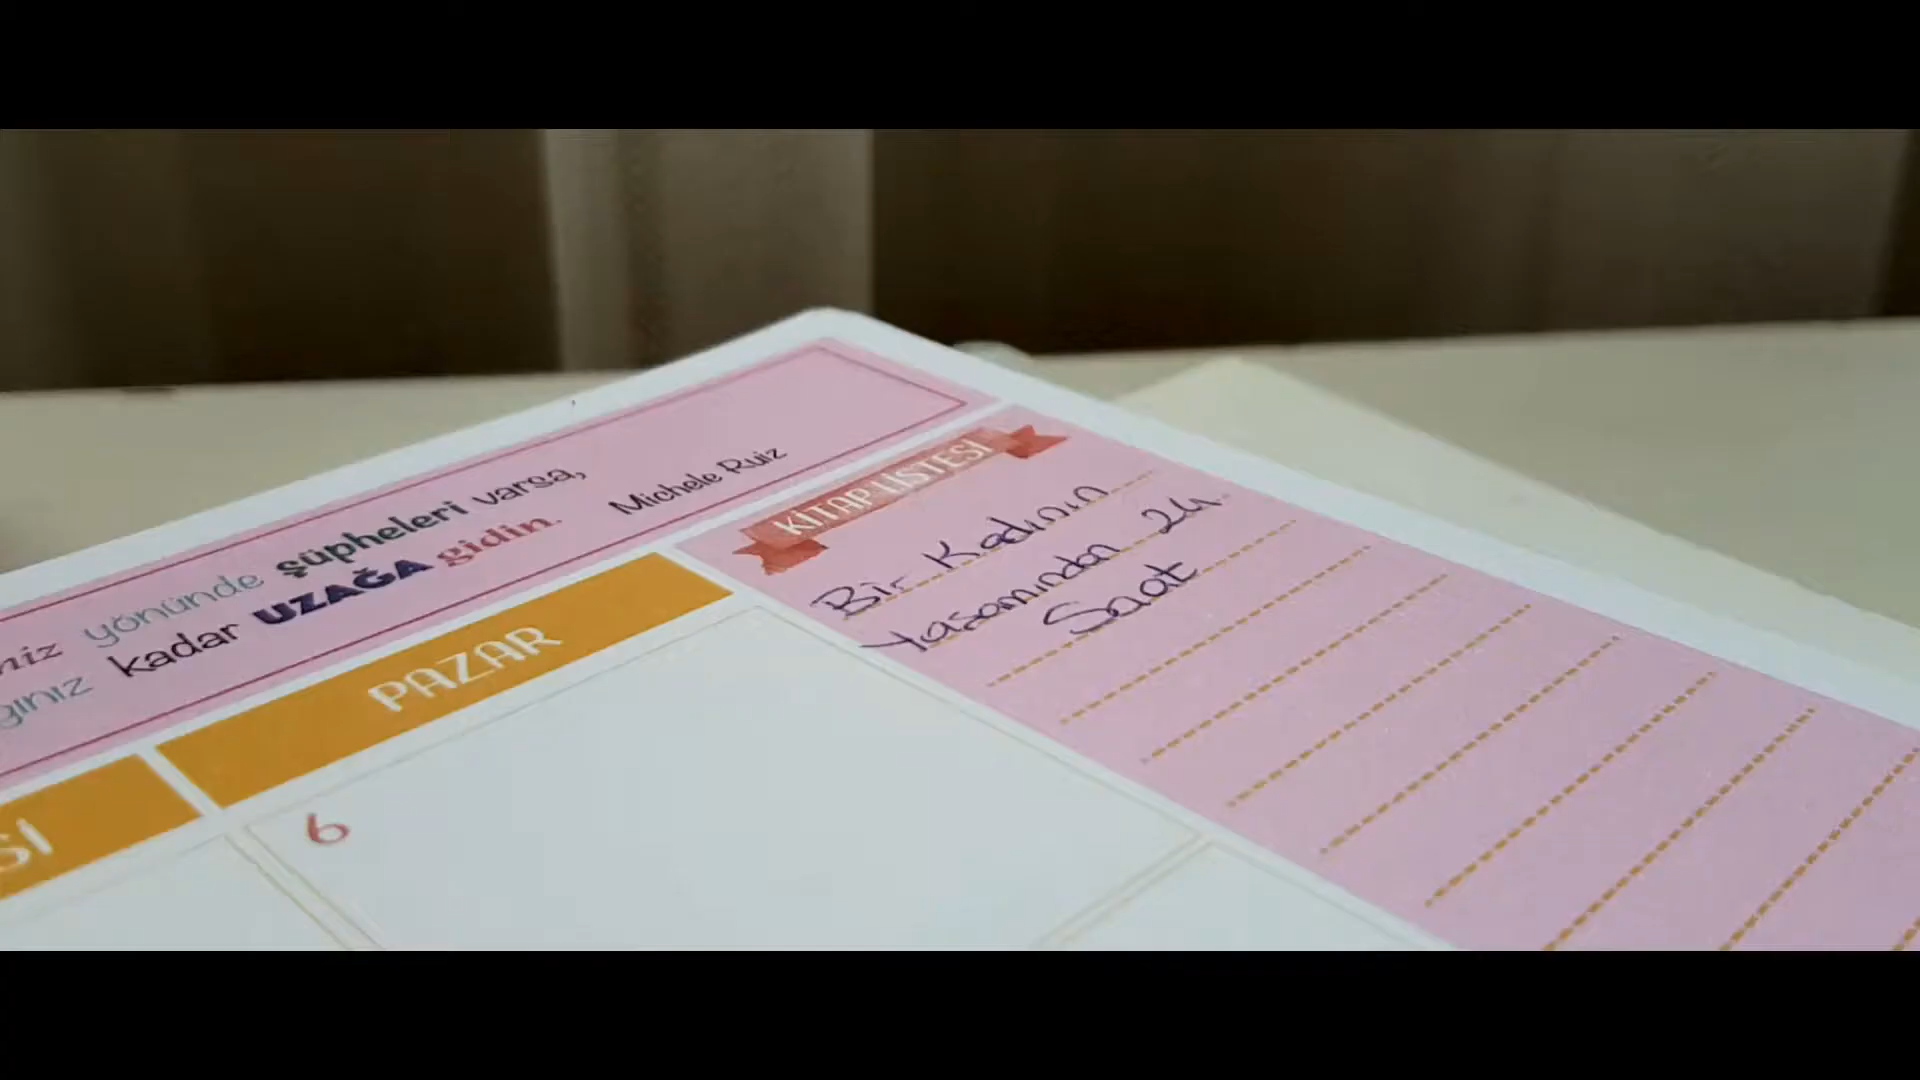 şüpheleri varsa,
yönünde
kadar UZAĞA gidin.
Michele Ruiz
KİTAP LİSTESİ
Bir Kadının
Yaşamından 24
Saat
PAZAR
6